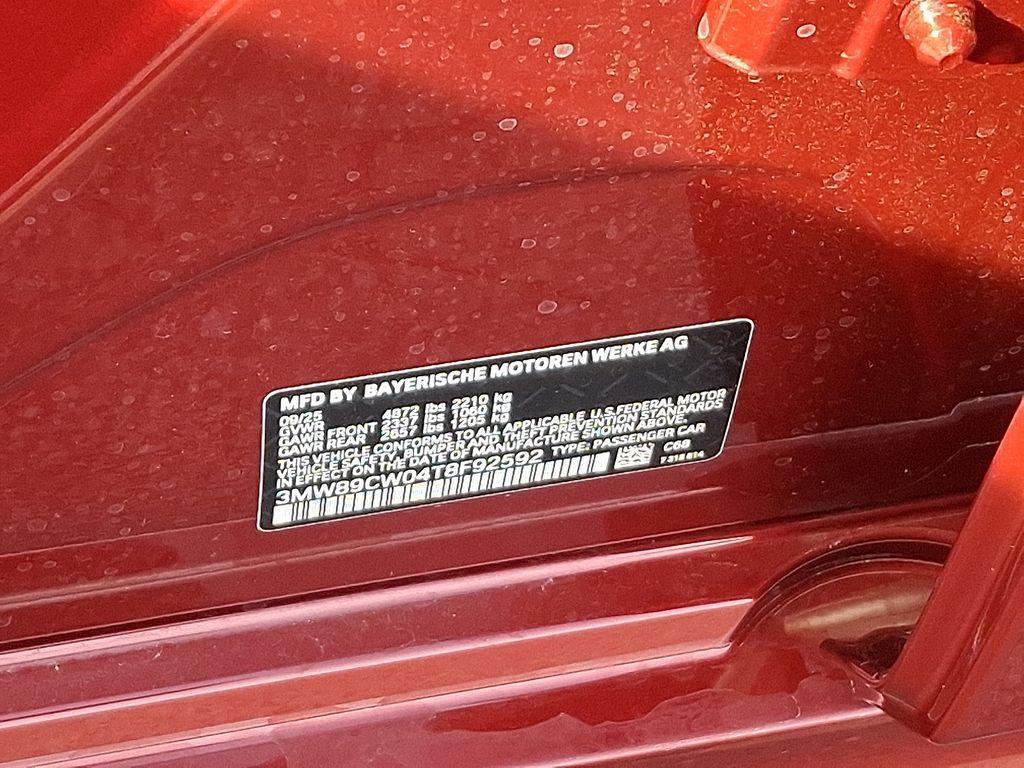 MFD BY BAYERISCHE MOTOREN WERKE AG
09/25
GVWR 4872 lbs 2210 kg
GAWR FRONT 2337 lbs 1060 kg
GAWR REAR 2657 lbs 1205 kg
THIS VEHICLE CONFORMS TO ALL APPLICABLE U.S. FEDERAL MOTOR
VEHICLE SAFETY, BUMPER AND THEFT PREVENTION STANDARDS
IN EFFECT ON DATE OF MANUFACTURE SHOWN ABOVE.
3MW89CW04T8F92592 TYPE: PASSENGER CAR
C68